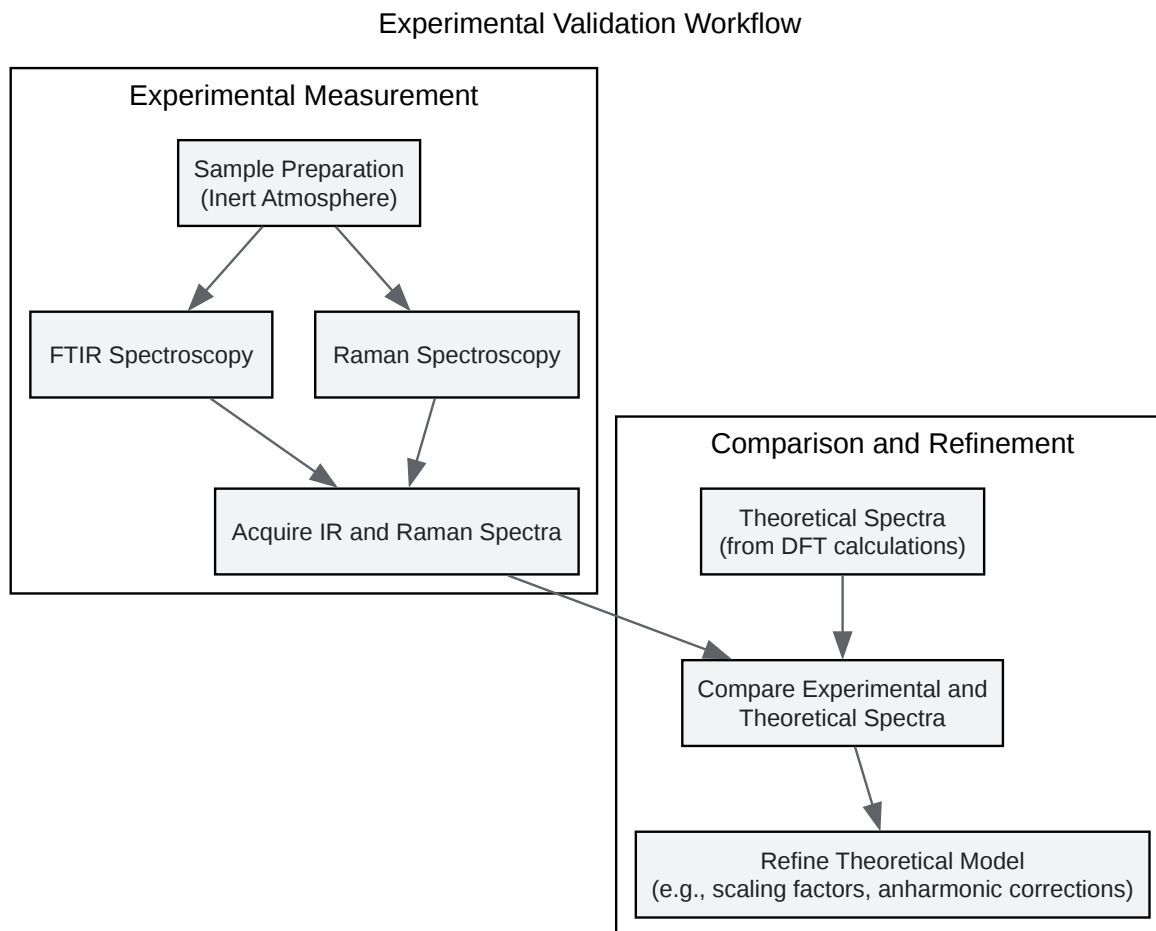 Experimental Validation Workflow
Experimental Measurement
Sample Preparation
(Inert Atmosphere)
FTIR Spectroscopy
Raman Spectroscopy
Acquire IR and Raman Spectra
Comparison and Refinement
Theoretical Spectra
(from DFT calculations)
Compare Experimental and
Theoretical Spectra
Refine Theoretical Model
(e.g., scaling factors, anharmonic corrections)